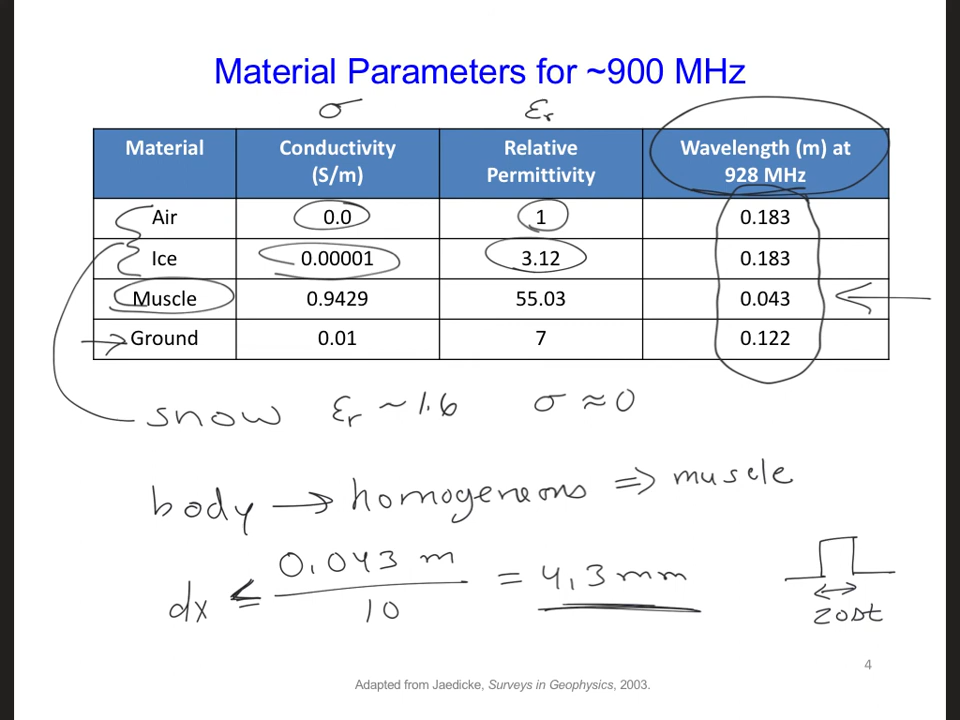 Material Parameters for ~900 MHz
σ εr
Material Conductivity (S/m) Relative Permittivity Wavelength (m) at 928 MHz
Air 0.0 1 0.183
Ice 0.00001 3.12 0.183
Muscle 0.9429 55.03 0.043
Ground 0.01 7 0.122
snow εr ~ 1.6 σ ≈ 0
body → homogeneous ⇒ muscle
dx ≤ 0.043 m / 10 = 4.3 mm
20Δt
4
Adapted from Jaedicke, Surveys in Geophysics, 2003.